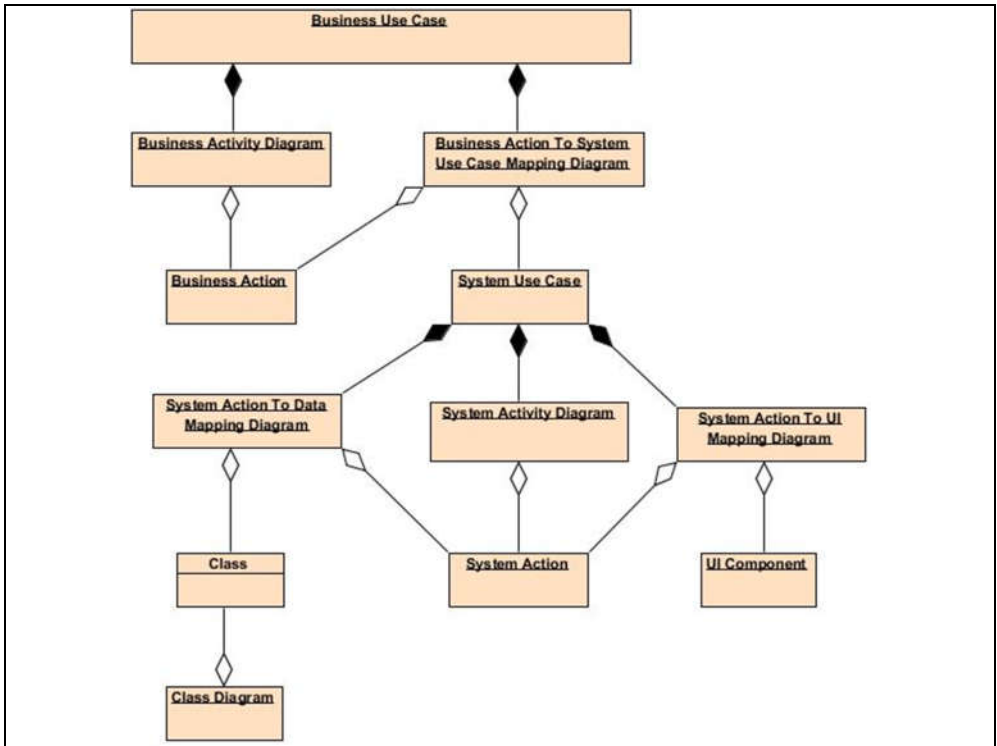 Business Use Case
Business Activity Diagram
Business Action To System
Use Case Mapping Diagram
Business Action
System Use Case
System Action To Data
Mapping Diagram
System Activity Diagram
System Action To UI
Mapping Diagram
Class
System Action
UI Component
Class Diagram